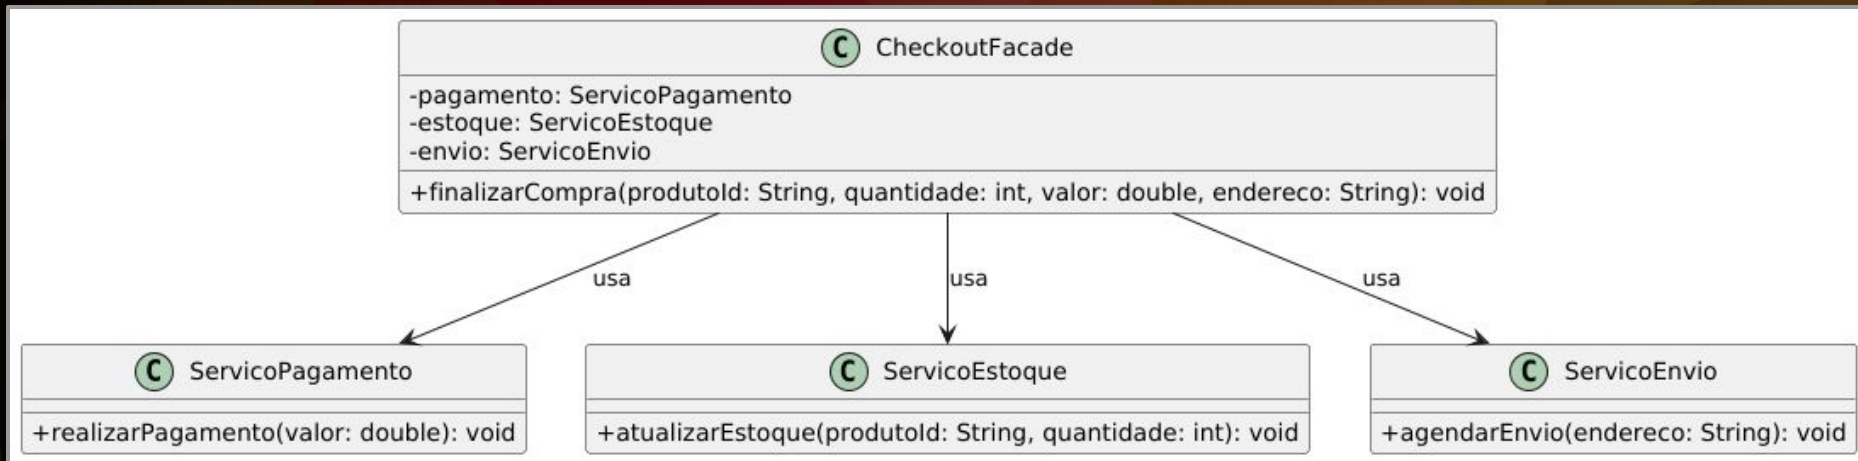 C CheckoutFacade
-pagamento: ServicoPagamento
-estoque: ServicoEstoque
-envio: ServicoEnvio
+finalizarCompra(produtoId: String, quantidade: int, valor: double, endereco: String): void
usa
usa
usa
C ServicoPagamento
+realizarPagamento(valor: double): void
C ServicoEstoque
+atualizarEstoque(produtoId: String, quantidade: int): void
C ServicoEnvio
+agendarEnvio(endereco: String): void